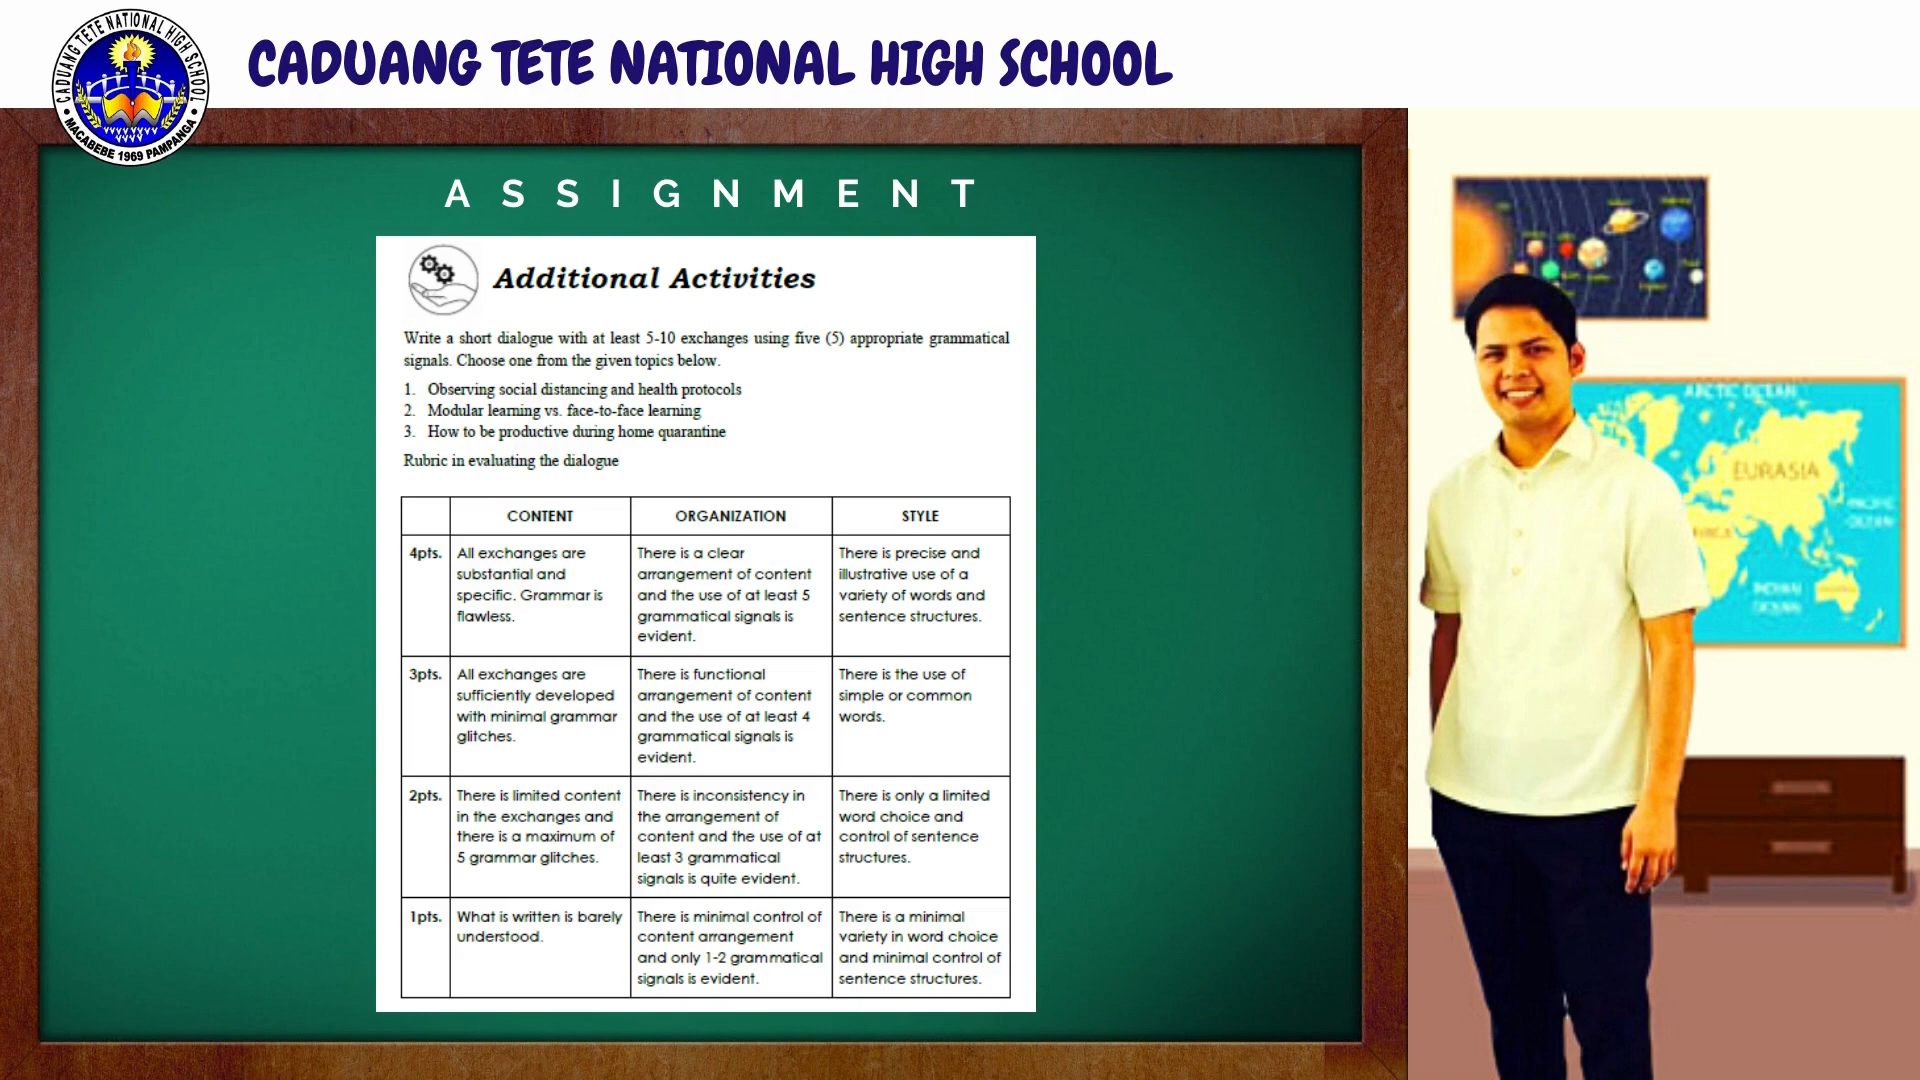 CADUANG TETE NATIONAL HIGH SCHOOL
CADUANG TETE NATIONAL HIGH SCHOOL
MACABEBE 1969 PAMPANGA
ASSIGNMENT
Additional Activities
Write a short dialogue with at least 5-10 exchanges using five (5) appropriate grammatical
signals. Choose one from the given topics below.
1. Observing social distancing and health protocols
2. Modular learning vs. face-to-face learning
3. How to be productive during home quarantine
Rubric in evaluating the dialogue
CONTENT ORGANIZATION STYLE
4pts. All exchanges are There is a clear There is precise and
substantial and arrangement of content illustrative use of a
specific. Grammar is and the use of at least 5 variety of words and
flawless. grammatical signals is sentence structures.
evident.
3pts. All exchanges are There is functional There is the use of
sufficiently developed arrangement of content simple or common
with minimal grammar and the use of at least 4 words.
glitches. grammatical signals is
evident.
2pts. There is limited content There is inconsistency in There is only a limited
in the exchanges and the arrangement of word choice and
there is a maximum of content and the use of at control of sentence
5 grammar glitches. least 3 grammatical structures.
signals is quite evident.
1pts. What is written is barely There is minimal control of There is a minimal
understood. content arrangement variety in word choice
and only 1-2 grammatical and minimal control of
signals is evident. sentence structures.
ARCTIC OCEAN
EURASIA
PACIFIC
OCEAN
INDIAN
OCEAN